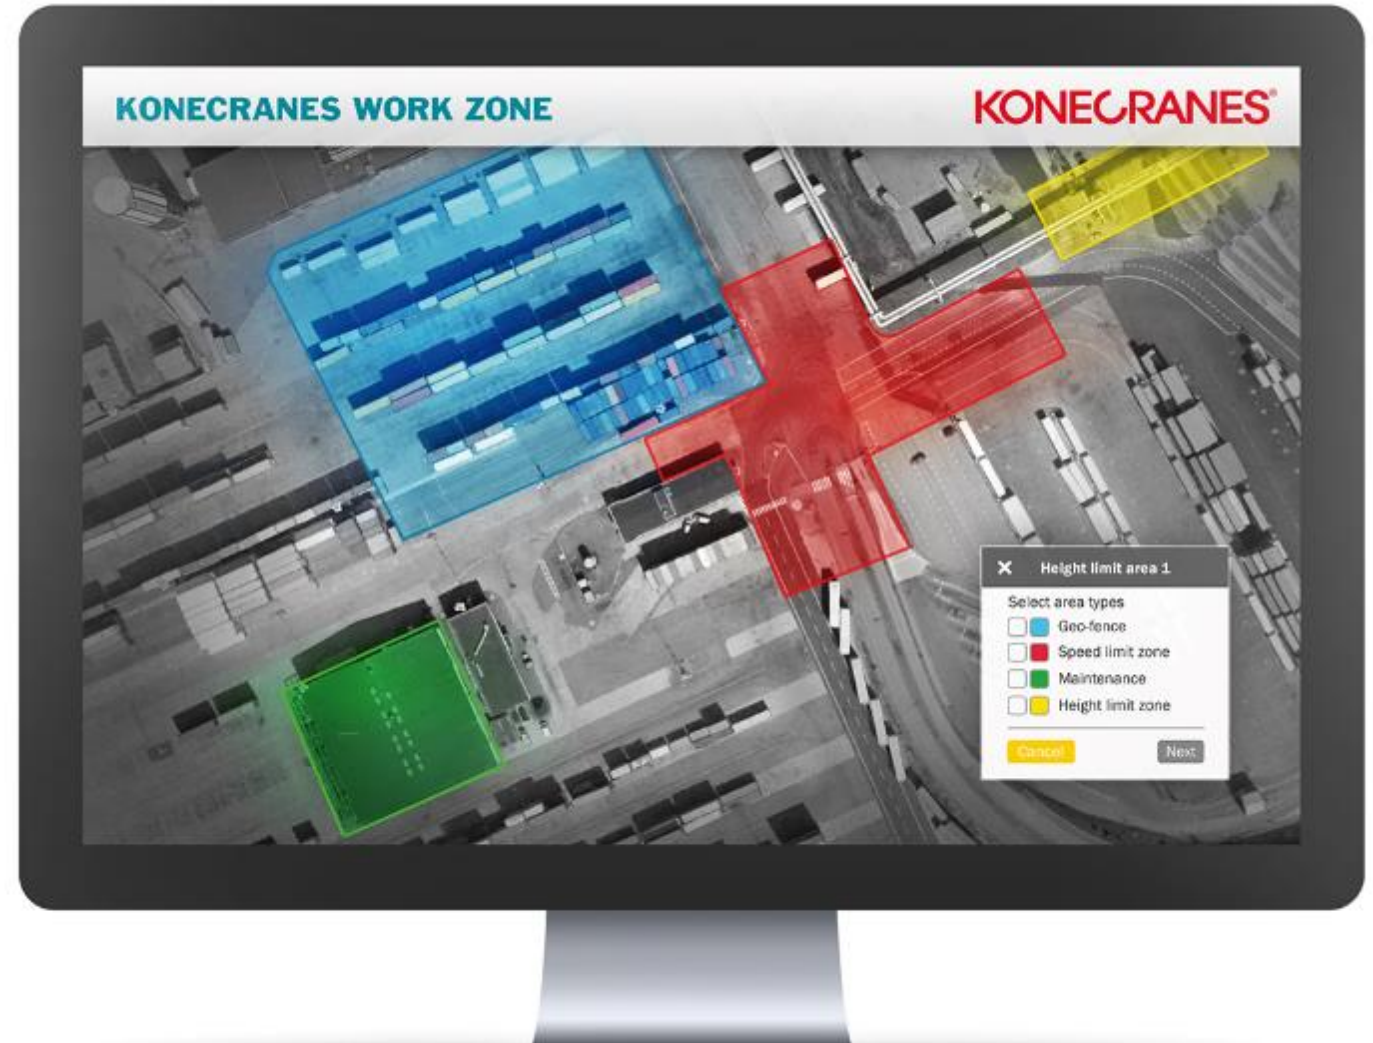 KONECRANES WORK ZONE
KONECRANES®
Height limit area 1
Select area types
Geo-fence
Speed limit zone
Maintenance
Height limit zone
Cancel
Next